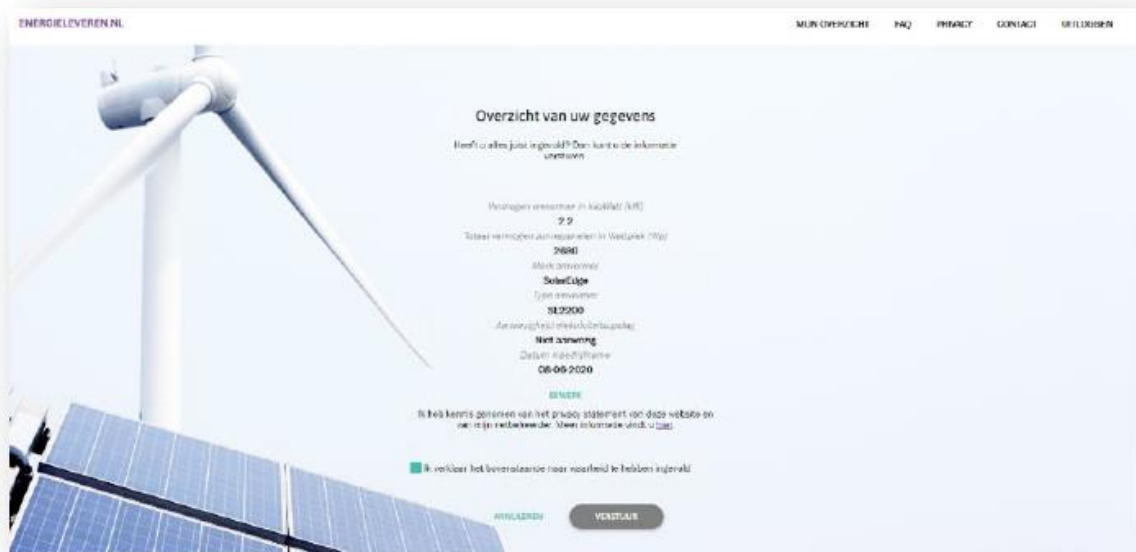 ENERGIELEVEREN.NL
MIJN OVERZICHT FAQ PRIVACY CONTACT UITLOGGEN
Overzicht van uw gegevens
Heeft u alles juist ingevuld? Dan kunt u de informatie
versturen
Vermogen omvormer in kiloWatt (kW)
2.2
Totaal vermogen zonnepanelen in Wattpiek (Wp)
Merk omvormer
SolarEdge
Type omvormer
SE2200
Aanwezigheid elektriciteitsopslag
Niet aanwezig
Datum ingebruikname
08-06-2020
BEWERK
Ik heb kennis genomen van het privacy statement van deze website en
van mijn netbeheerder. Meer informatie vindt u hier.
Ik verklaar het bovenstaande naar waarheid te hebben ingevuld
ANNULEREN VERSTUUR